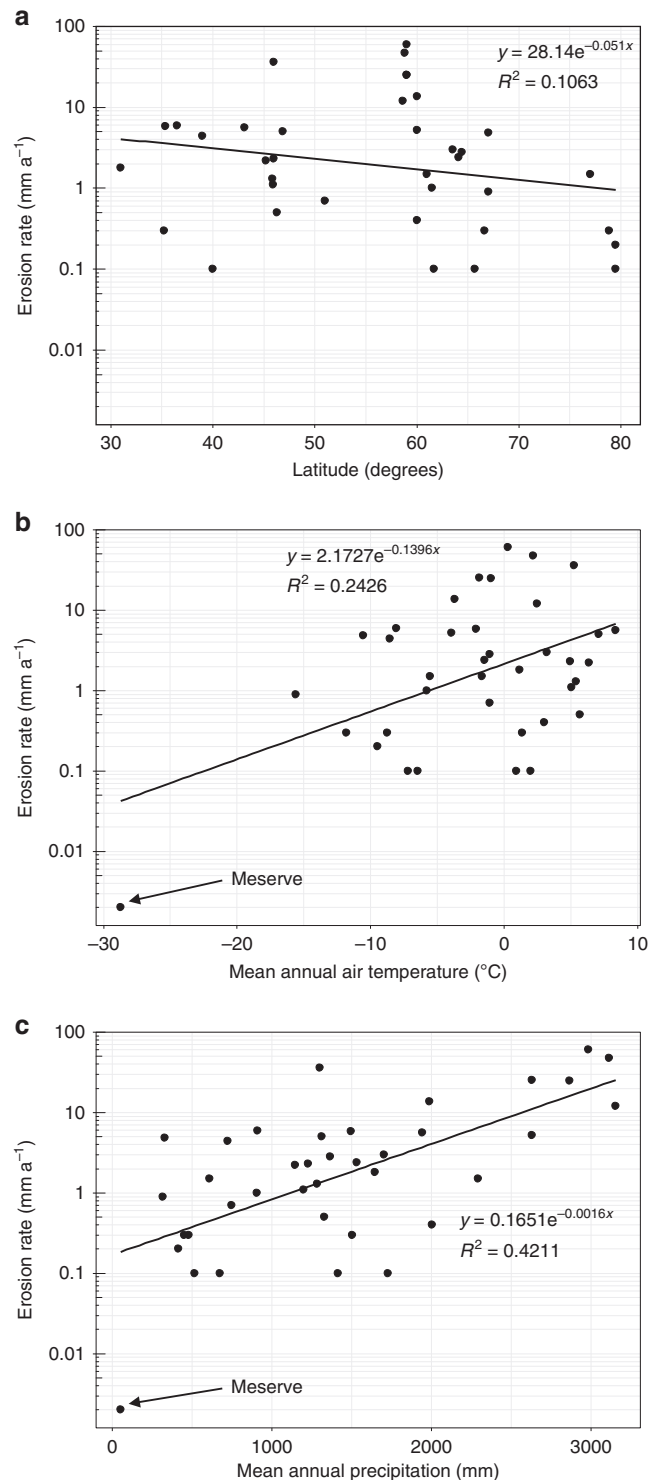 a
100
10
1
0.1
0.01
Erosion rate (mm a⁻¹)
y = 28.14e^–0.051x
R² = 0.1063
30 40 50 60 70 80
Latitude (degrees)
b
100
10
1
0.1
0.01
Erosion rate (mm a⁻¹)
y = 2.1727e^–0.1396x
R² = 0.2426
Meserve
–30 –20 –10 0 10
Mean annual air temperature (°C)
c
100
10
1
0.1
0.01
Erosion rate (mm a⁻¹)
y = 0.1651e^–0.0016x
R² = 0.4211
Meserve
0 1000 2000 3000
Mean annual precipitation (mm)